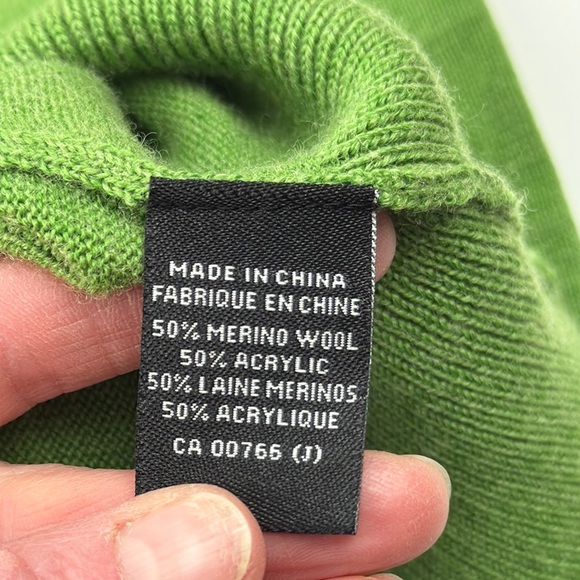 MADE IN CHINA
FABRIQUE EN CHINE
50% MERINO WOOL
50% ACRYLIC
50% LAINE MERINOS
50% ACRYLIQUE
CA 00766 (J)